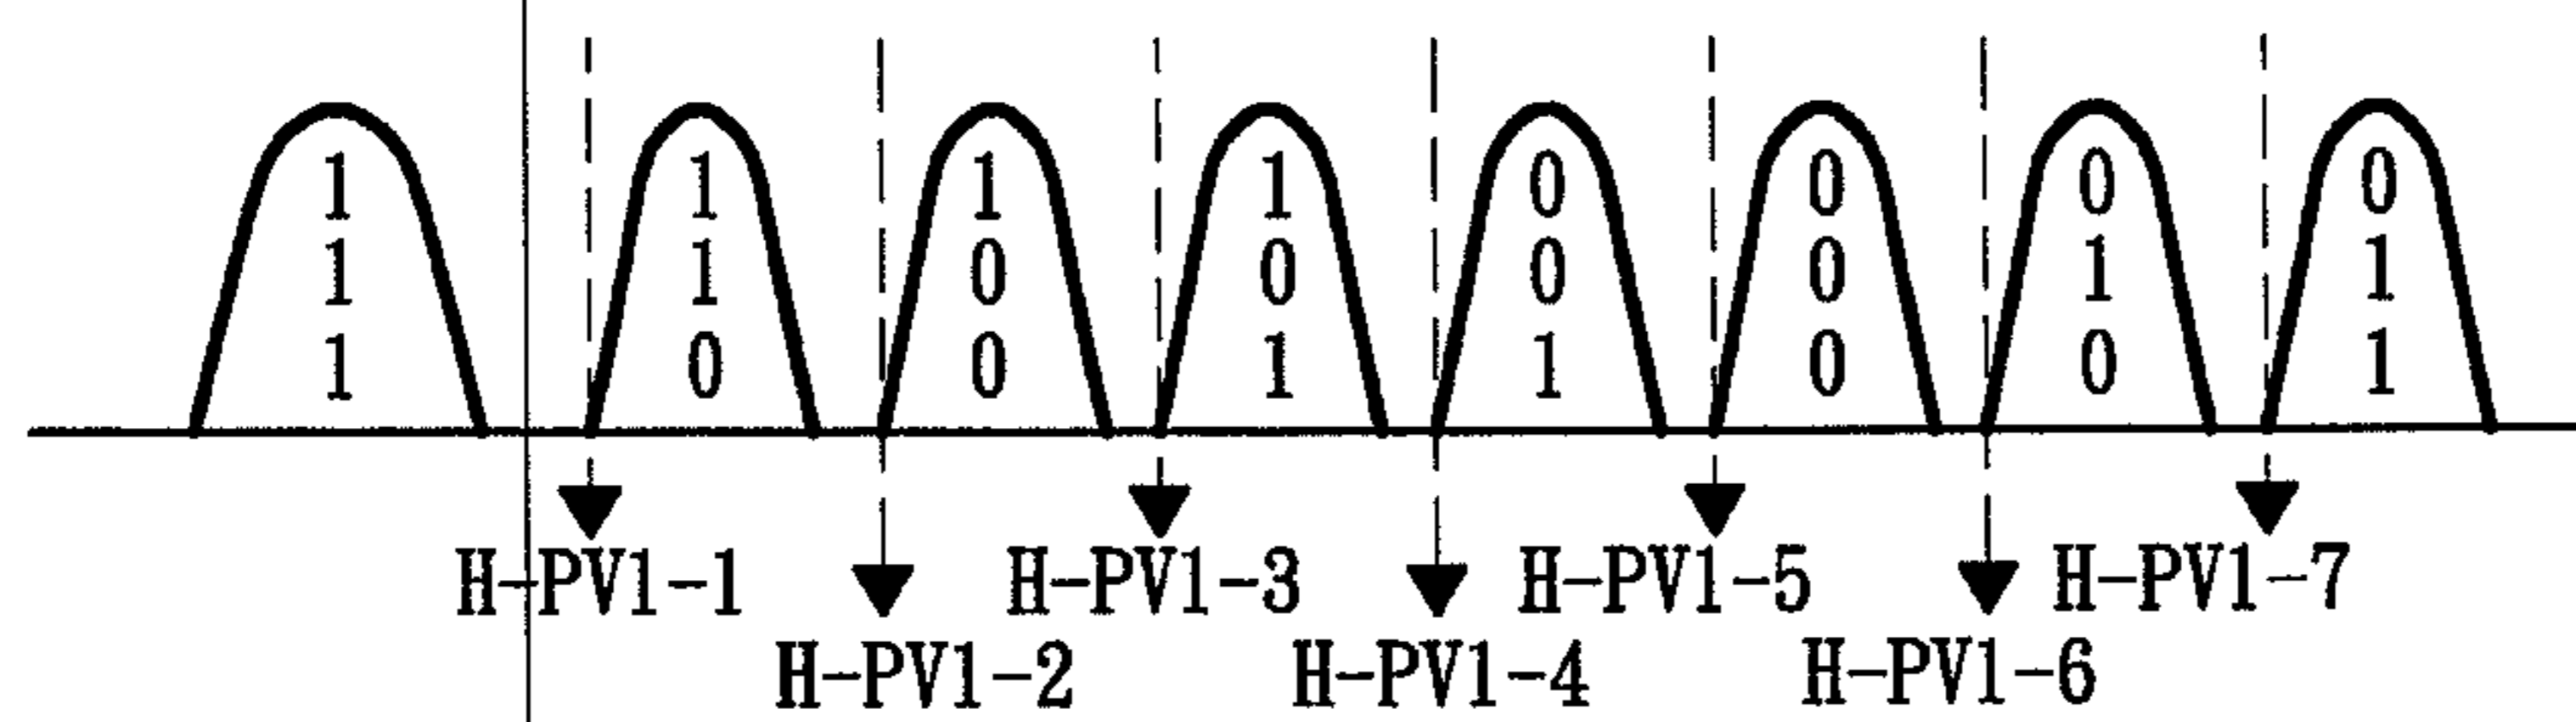 1 1 1 1 0 0 0 0
1 1 0 0 0 0 1 1
1 0 0 1 1 0 0 1
H-PV1-1 H-PV1-3 H-PV1-5 H-PV1-7
H-PV1-2 H-PV1-4 H-PV1-6